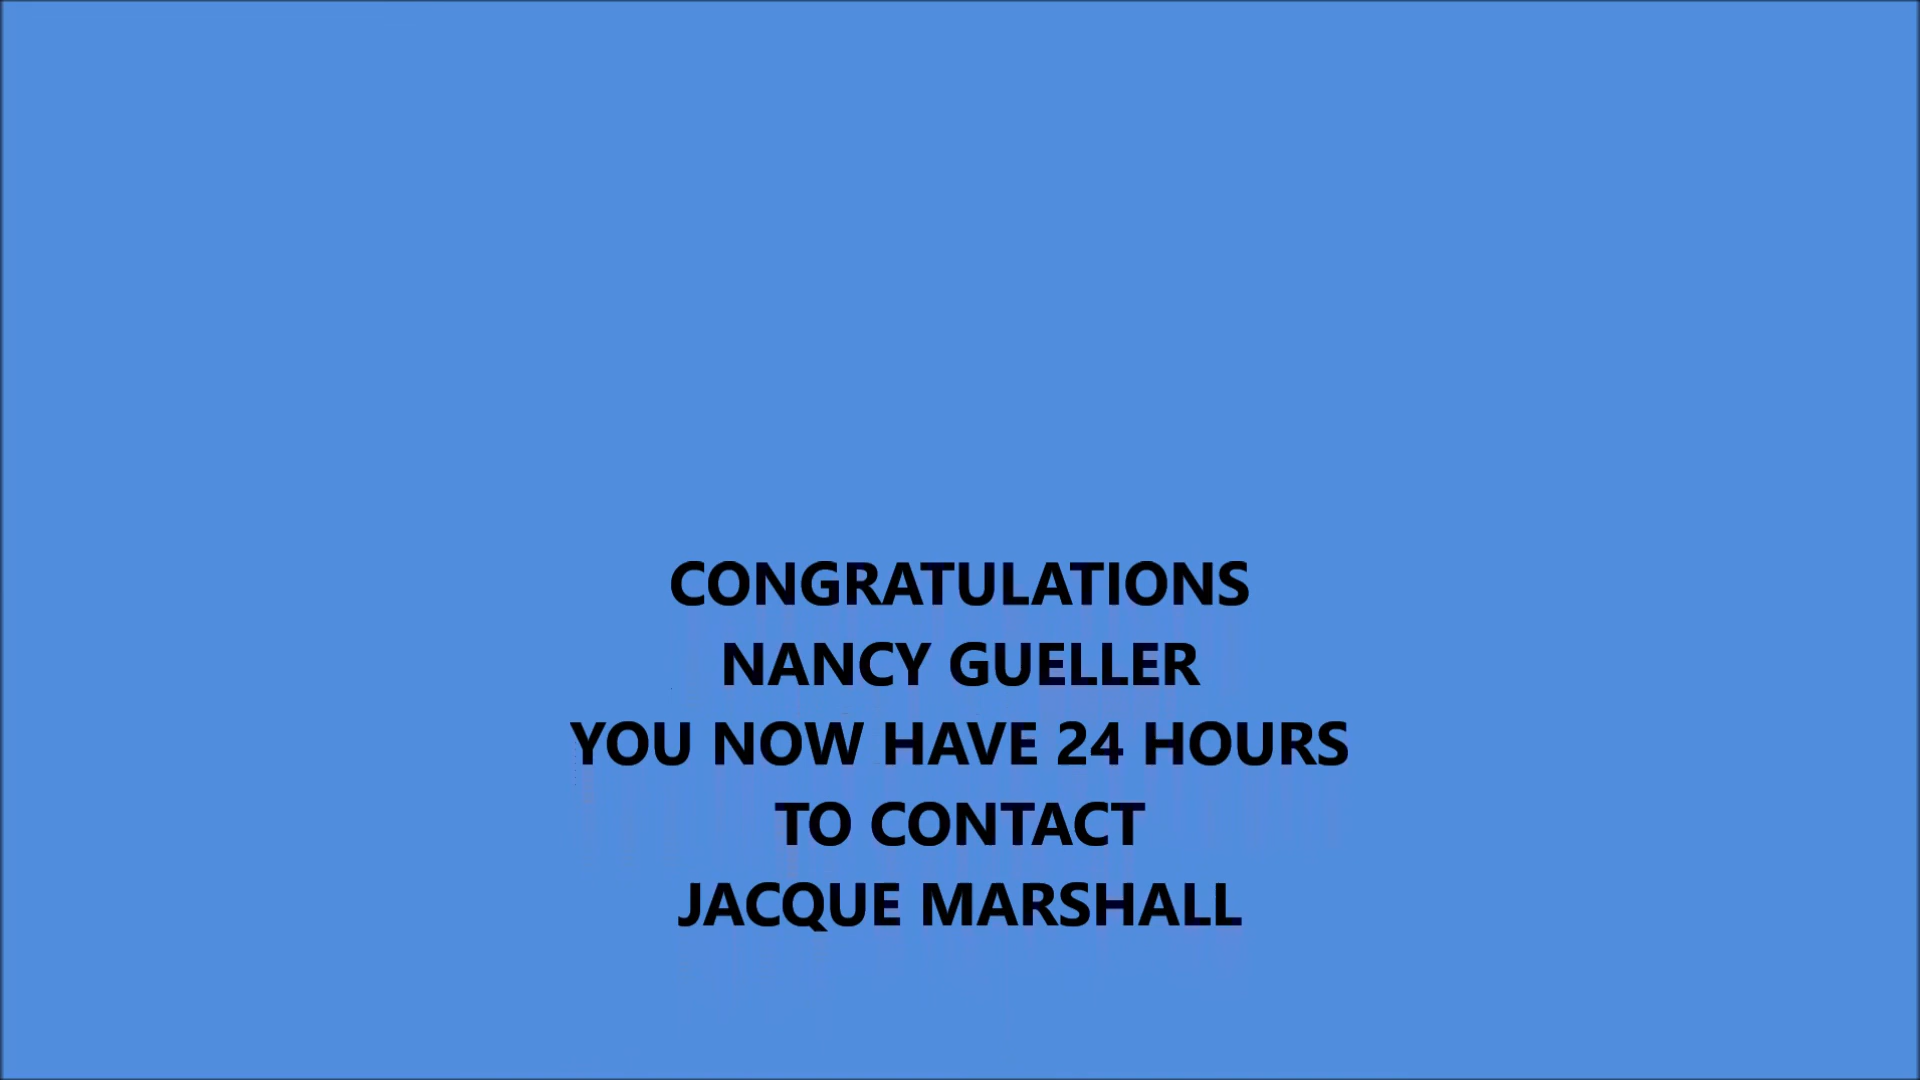 CONGRATULATIONS
NANCY GUELLER
YOU NOW HAVE 24 HOURS
TO CONTACT
JACQUE MARSHALL